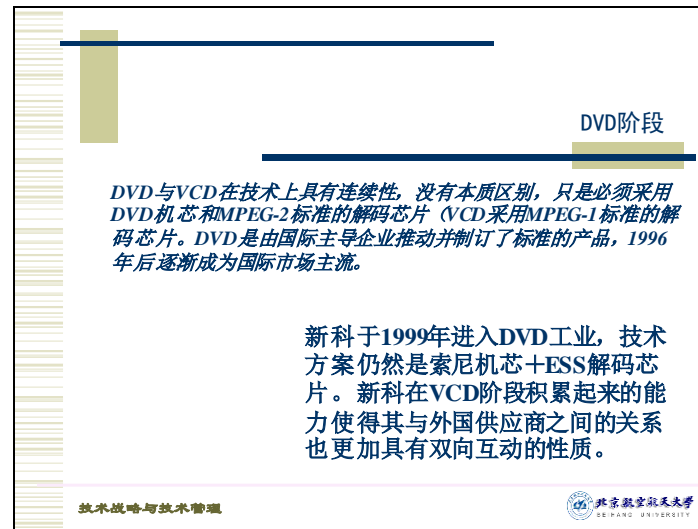 DVD阶段
DVD与VCD在技术上具有连续性，没有本质区别，只是必须采用
DVD机芯和MPEG-2标准的解码芯片（VCD采用MPEG-1标准的解
码芯片。DVD是由国际主导企业推动并制订了标准的产品，1996
年后逐渐成为国际市场主流。
新科于1999年进入DVD工业，技术
方案仍然是索尼机芯＋ESS解码芯
片。新科在VCD阶段积累起来的能
力使得其与外国供应商之间的关系
也更加具有双向互动的性质。
技术战略与技术管理
北京航空航天大学
BEIHANG UNIVERSITY